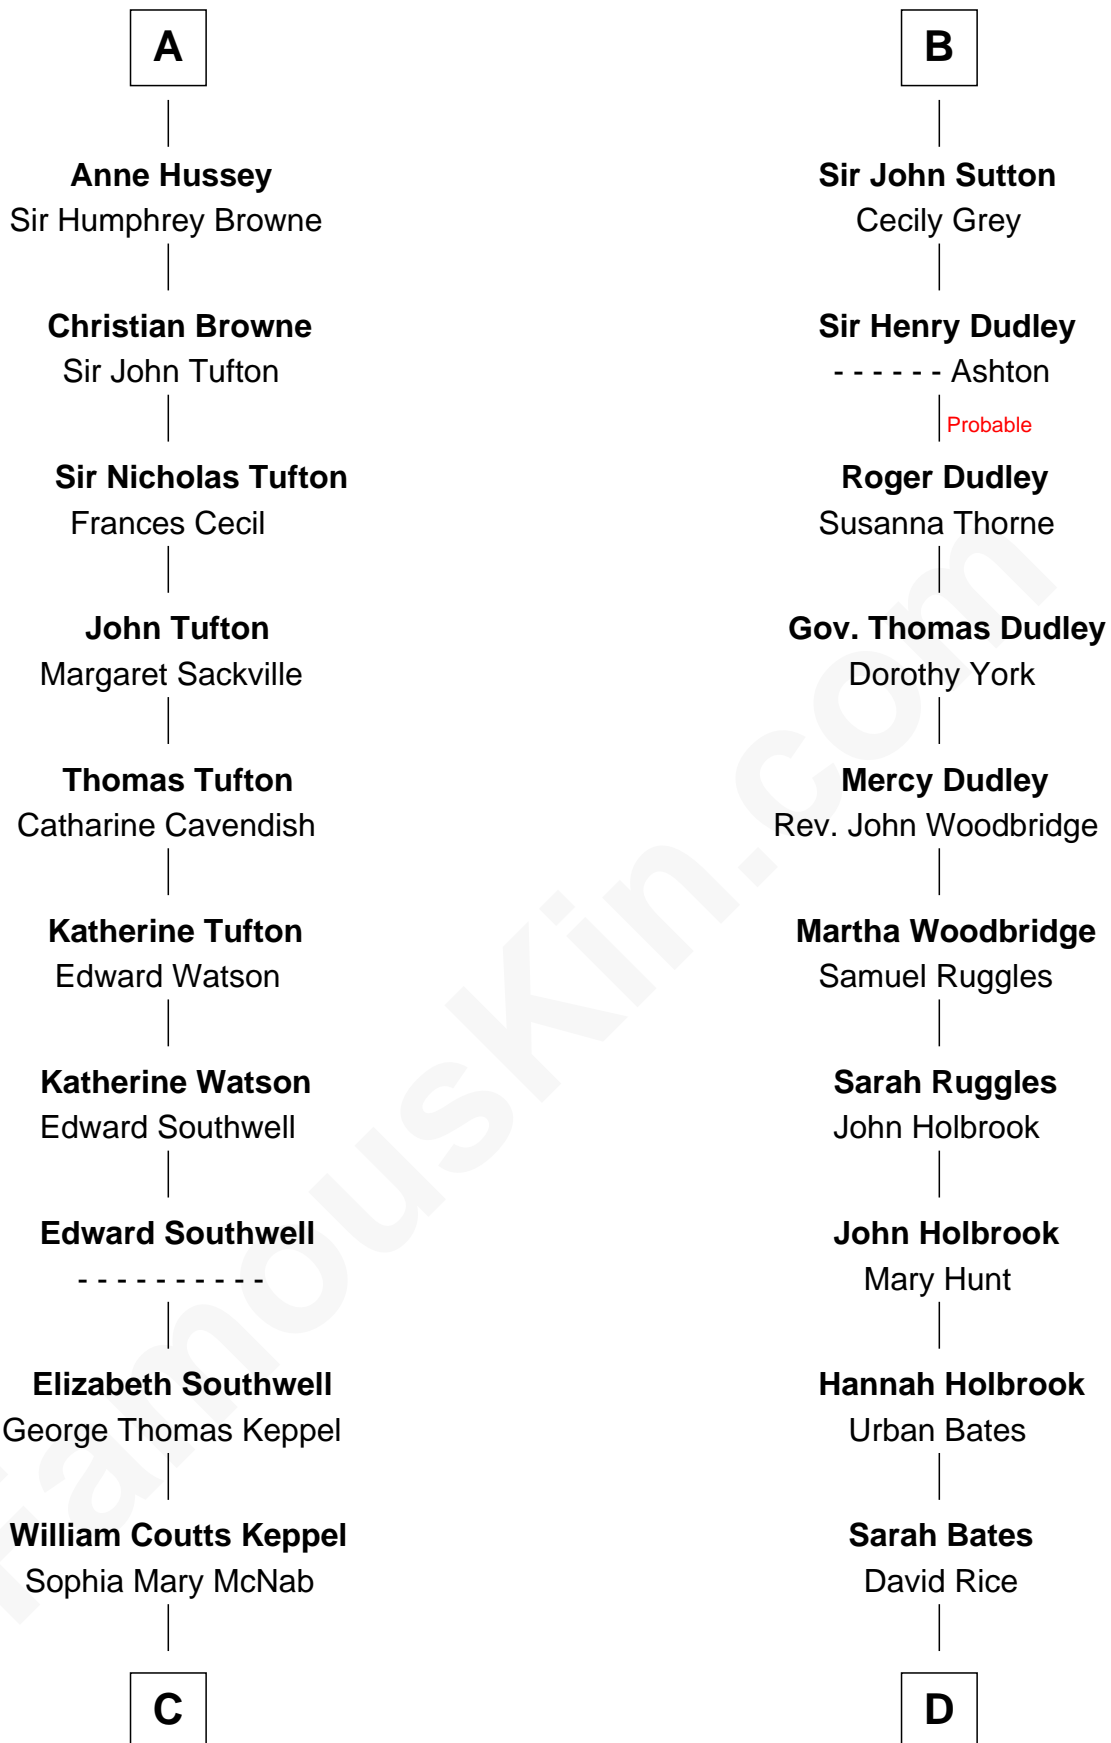 A
Anne Hussey
Sir Humphrey Browne
Christian Browne
Sir John Tufton
Sir Nicholas Tufton
Frances Cecil
John Tufton
Margaret Sackville
Thomas Tufton
Catharine Cavendish
Katherine Tufton
Edward Watson
Katherine Watson
Edward Southwell
Edward Southwell
- - - - - - - - - -
Elizabeth Southwell
George Thomas Keppel
William Coutts Keppel
Sophia Mary McNab
C
B
Sir John Sutton
Cecily Grey
Sir Henry Dudley
- - - - - - Ashton
Probable
Roger Dudley
Susanna Thorne
Gov. Thomas Dudley
Dorothy York
Mercy Dudley
Rev. John Woodbridge
Martha Woodbridge
Samuel Ruggles
Sarah Ruggles
John Holbrook
John Holbrook
Mary Hunt
Hannah Holbrook
Urban Bates
Sarah Bates
David Rice
D
FamousKin.com